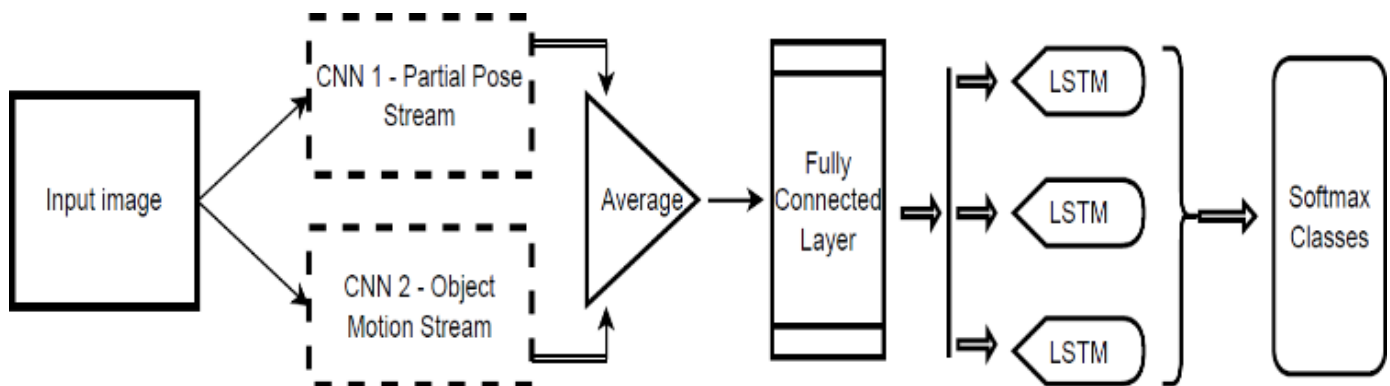 Input image
CNN 1 - Partial Pose
Stream
CNN 2 - Object
Motion Stream
Average
Fully
Connected
Layer
LSTM
LSTM
LSTM
Softmax
Classes